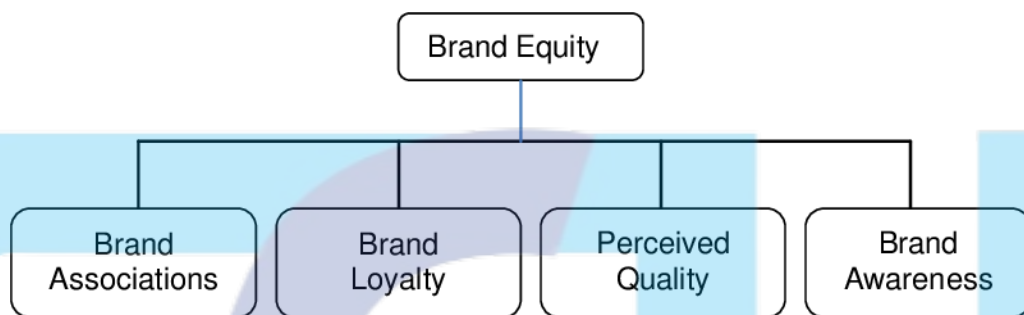 Brand Equity
Brand
Associations
Brand
Loyalty
Perceived
Quality
Brand
Awareness